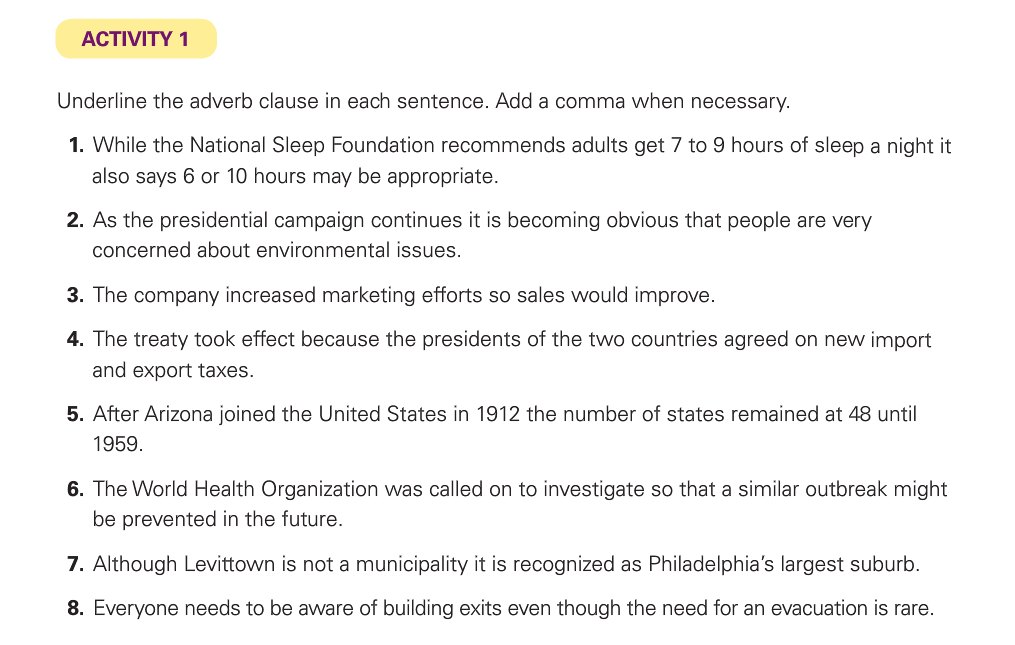 ACTIVITY 1
Underline the adverb clause in each sentence. Add a comma when necessary.
1. While the National Sleep Foundation recommends adults get 7 to 9 hours of sleep a night it
also says 6 or 10 hours may be appropriate.
2. As the presidential campaign continues it is becoming obvious that people are very
concerned about environmental issues.
3. The company increased marketing efforts so sales would improve.
4. The treaty took effect because the presidents of the two countries agreed on new import
and export taxes.
5. After Arizona joined the United States in 1912 the number of states remained at 48 until
1959.
6. The World Health Organization was called on to investigate so that a similar outbreak might
be prevented in the future.
7. Although Levittown is not a municipality it is recognized as Philadelphia's largest suburb.
8. Everyone needs to be aware of building exits even though the need for an evacuation is rare.